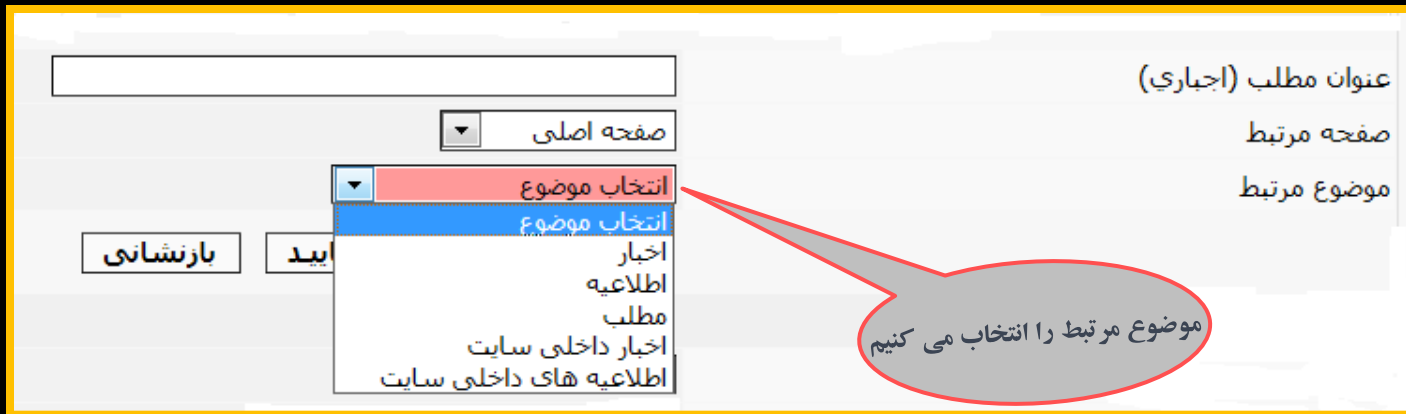 عنوان مطلب (اجباري)
صفحه مرتبط
صفحه اصلی
موضوع مرتبط
انتخاب موضوع
انتخاب موضوع
اخبار
اطلاعیه
مطلب
اخبار داخلی سایت
اطلاعیه های داخلی سایت
بازنشانی
موضوع مرتبط را انتخاب می کنیم